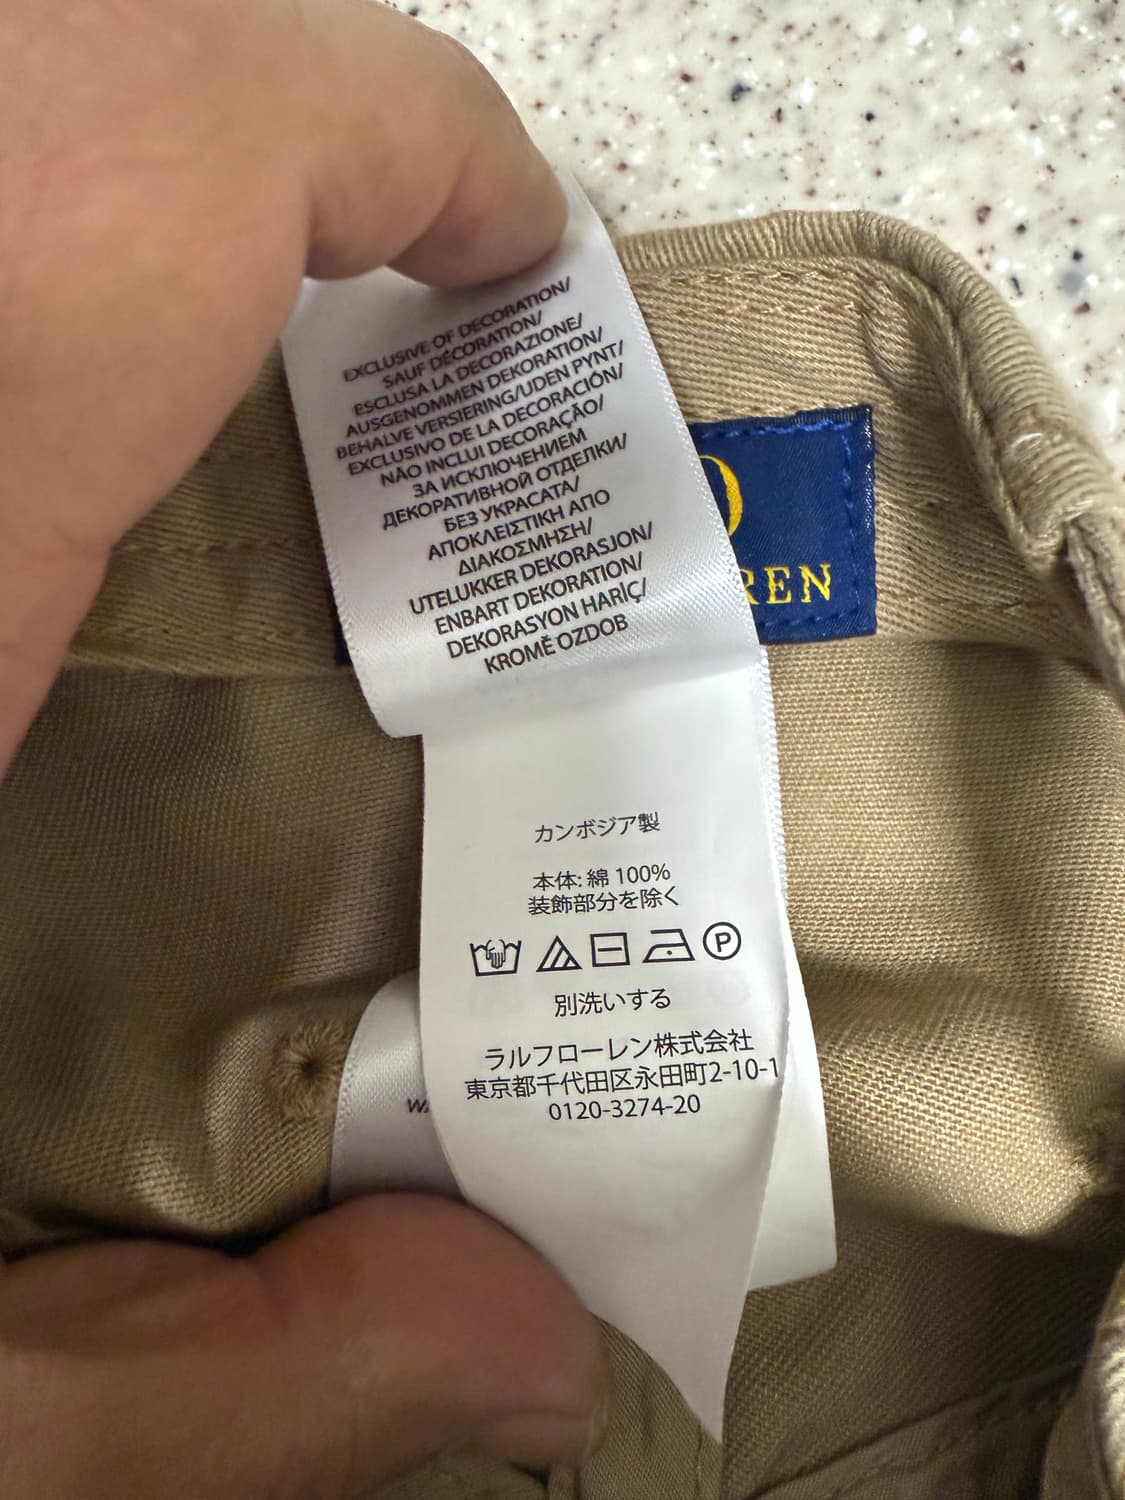 EXCLUSIVE OF DECORATION/
SAUF DÉCORATION/
ESCLUSA LA DECORAZIONE/
AUSGENOMMEN DEKORATION/
BEHALVE VERSIERING/UDEN PYNT/
EXCLUSIVO DE LA DECORACIÓN/
NÃO INCLUI DECORAÇÃO/
ЗА ИСКЛЮЧЕНИЕМ
ДЕКОРАТИВНОЙ ОТДЕЛКИ/
БЕЗ УКРАСАТА/
ΑΠΟΚΛΕΙΣΤΙΚΗ ΑΠΟ
ΔΙΑΚΟΣΜΗΣΗ/
UTELUKKER DEKORASJON/
ENBART DEKORATION/
DEKORASYON HARİÇ/
KROMĚ OZDOB
REN
カンボジア製
本体: 綿 100%
装飾部分を除く
P
別洗いする
ラルフローレン株式会社
東京都千代田区永田町2-10-1
0120-3274-20